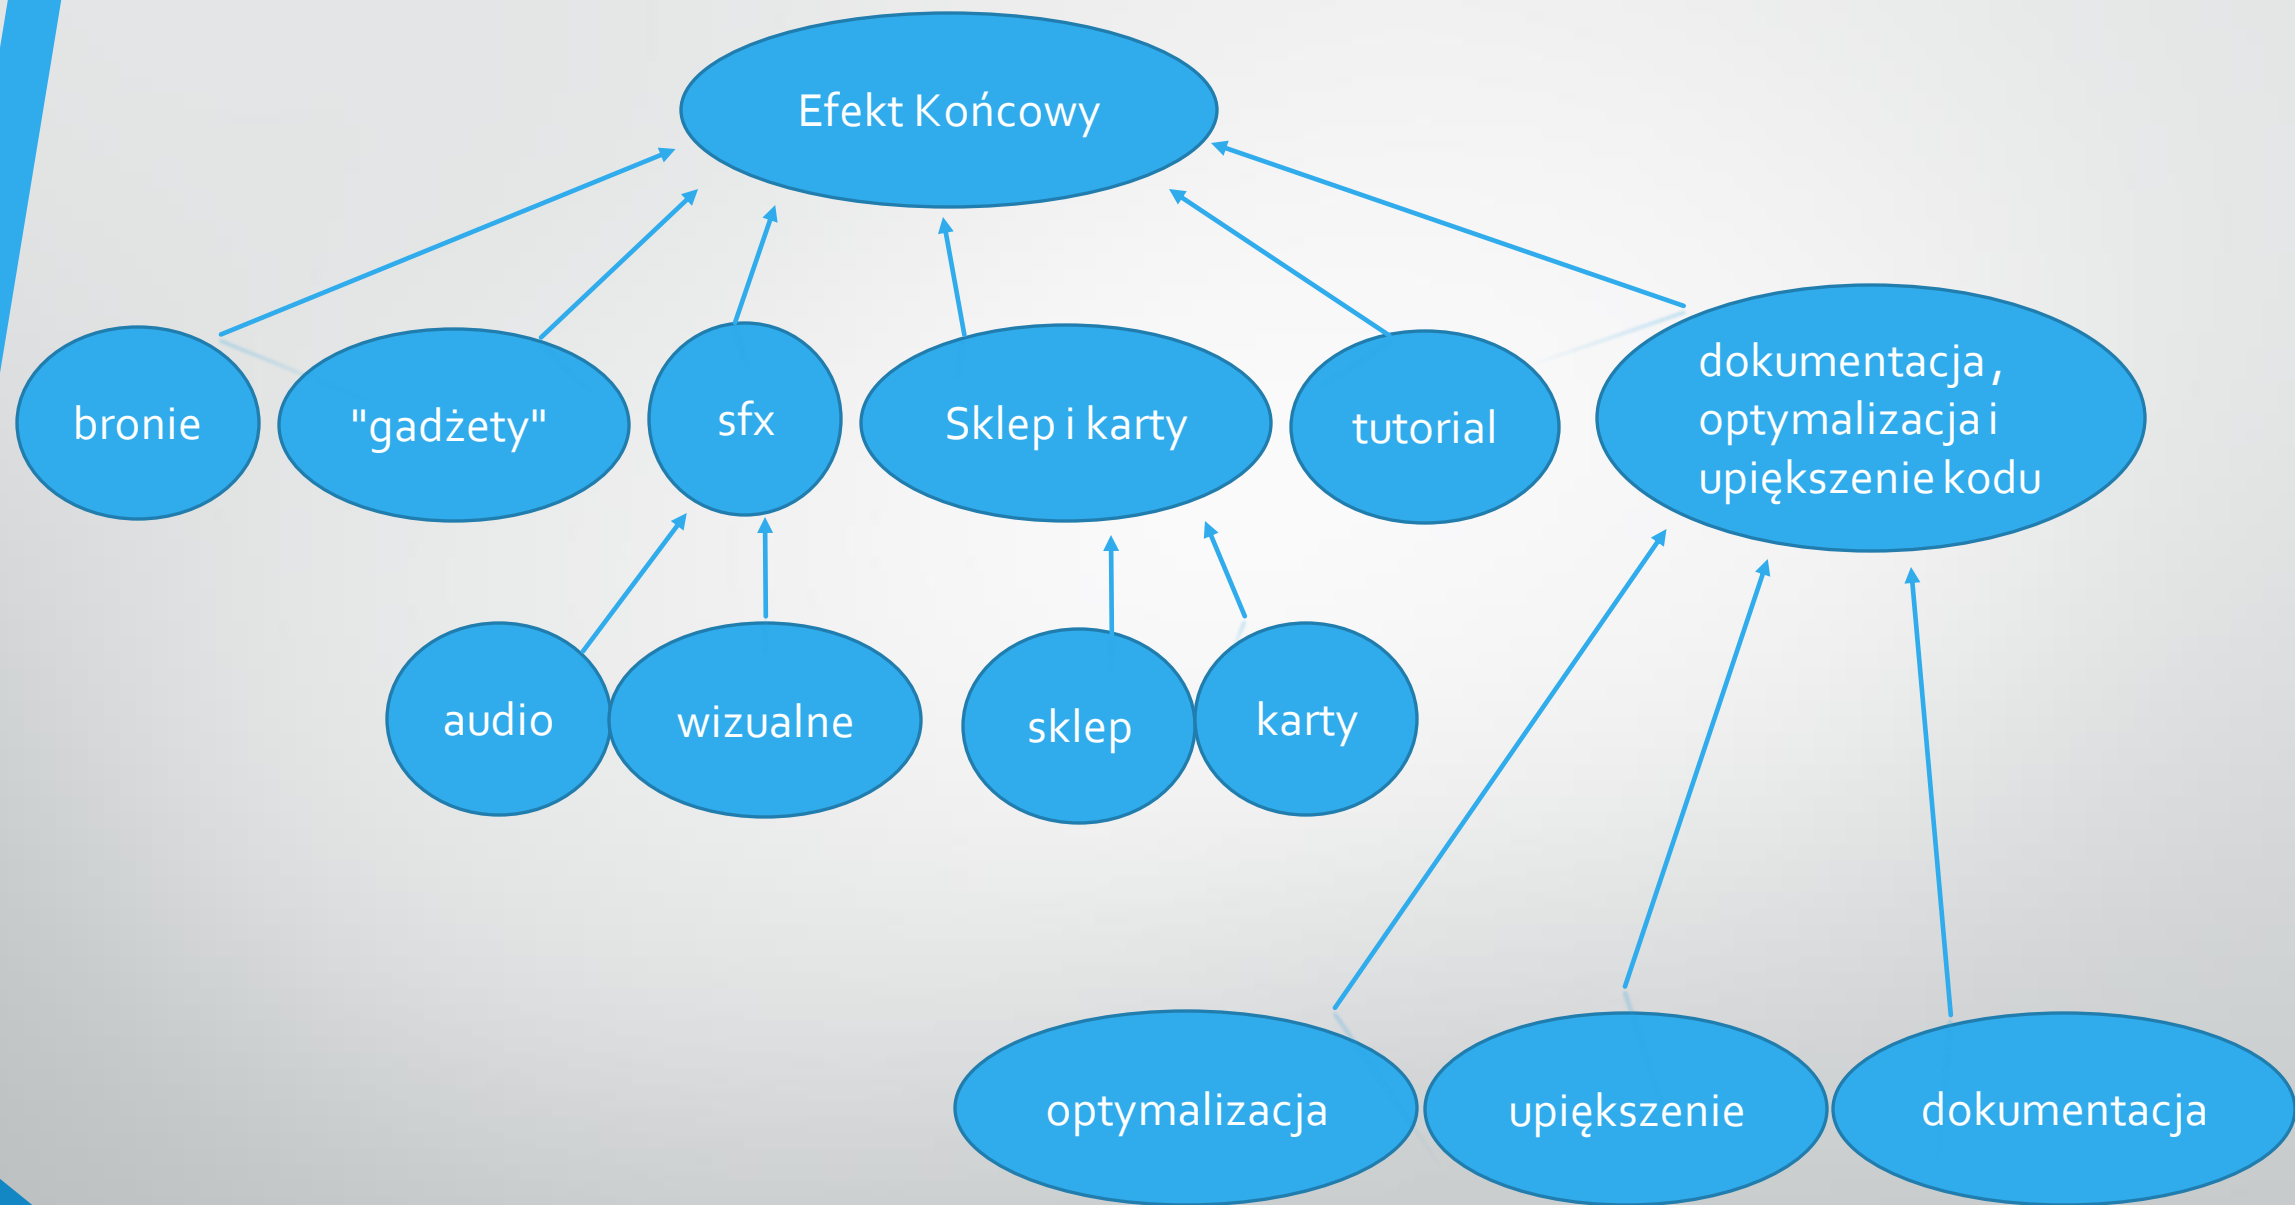 Efekt Końcowy
bronie
"gadżety"
sfx
Sklep i karty
tutorial
dokumentacja,
optymalizacja i
upiększenie kodu
audio
wizualne
sklep
karty
optymalizacja
upiększenie
dokumentacja